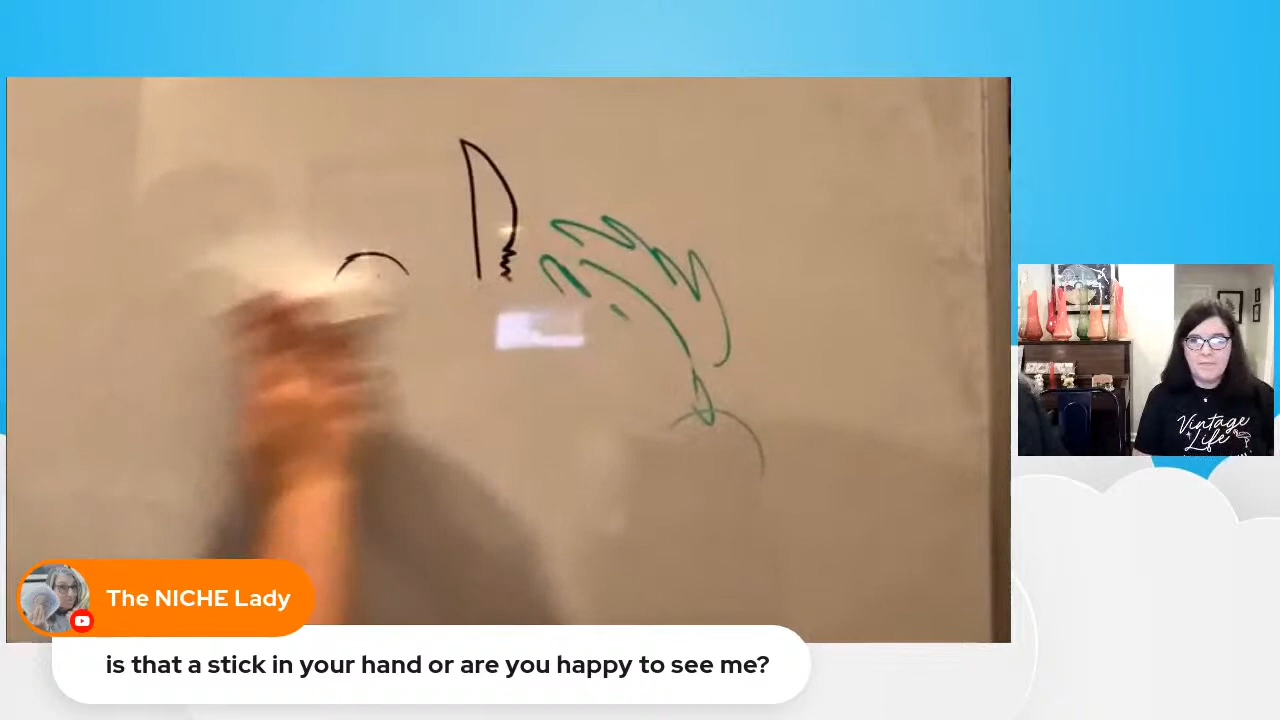 Vintage
Life
The NICHE Lady
is that a stick in your hand or are you happy to see me?